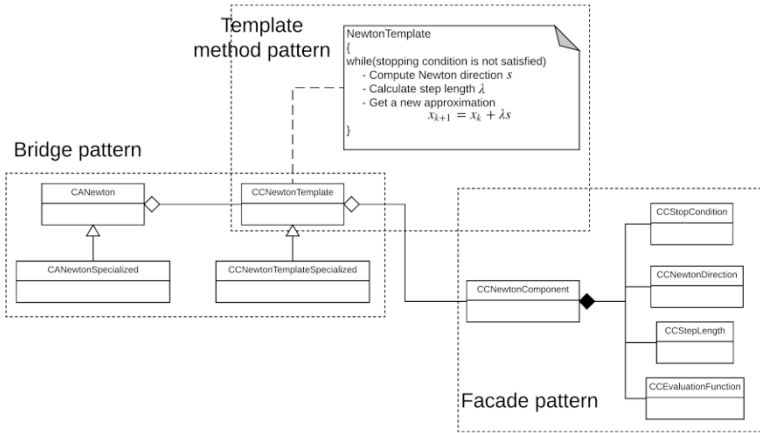 Template
method pattern
NewtonTemplate
{
while(stopping condition is not satisfied)
- Compute Newton direction s
- Calculate step length λ
- Get a new approximation
xₖ₊₁ = xₖ + λs
}
Bridge pattern
CANewton
CCNewtonTemplate
CANewtonSpecialized
CCNewtonTemplateSpecialized
CCNewtonComponent
CCStopCondition
CCNewtonDirection
CCStepLength
CCEvaluationFunction
Facade pattern